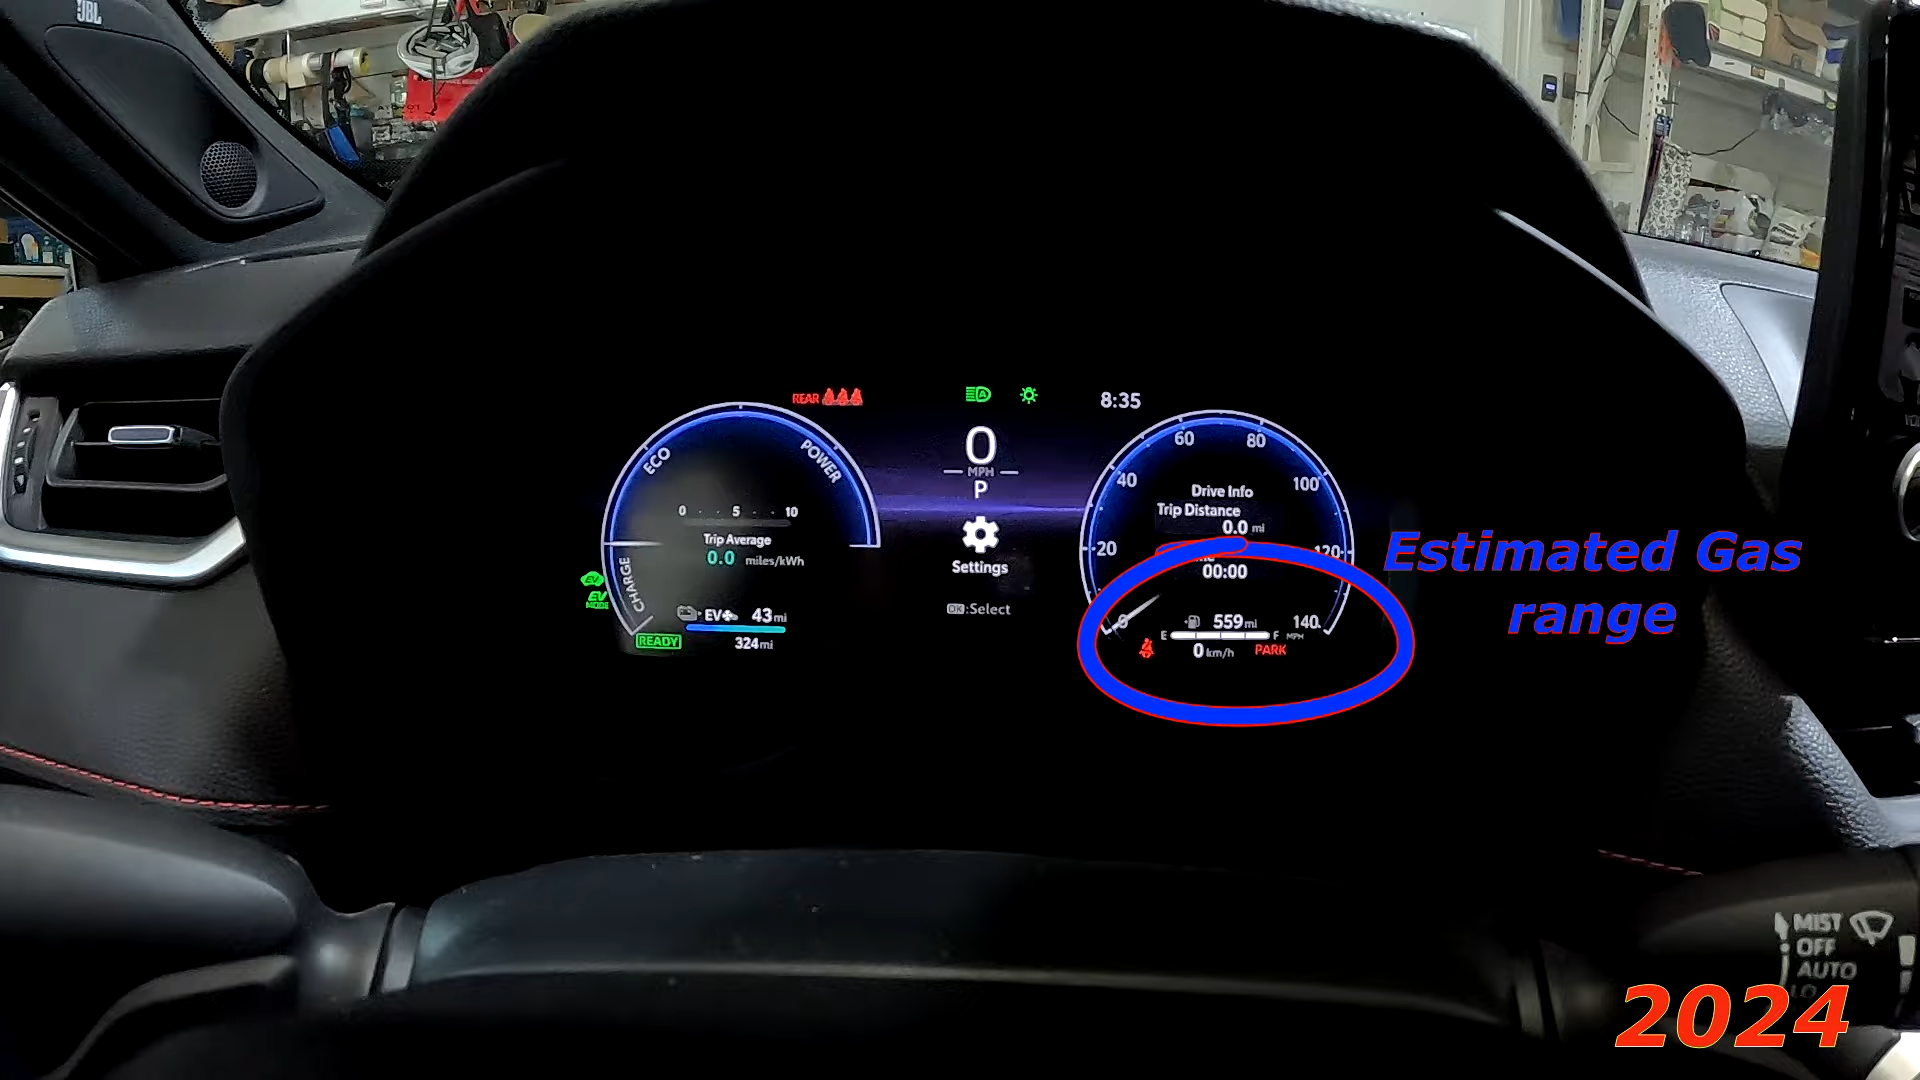 JBL
REAR
8:35
0
MPH
P
Settings
OK:Select
ECO
POWER
CHARGE
0 5 10
Trip Average
0.0 miles/kWh
EV
EV
MODE
EV 43mi
READY
324mi
0 20 40 60 80 100 120 140
MPH
Drive Info
Trip Distance
0.0 mi
00:00
559mi
E F
0 km/h PARK
Estimated Gas
range
MIST
OFF
AUTO
LO
2024